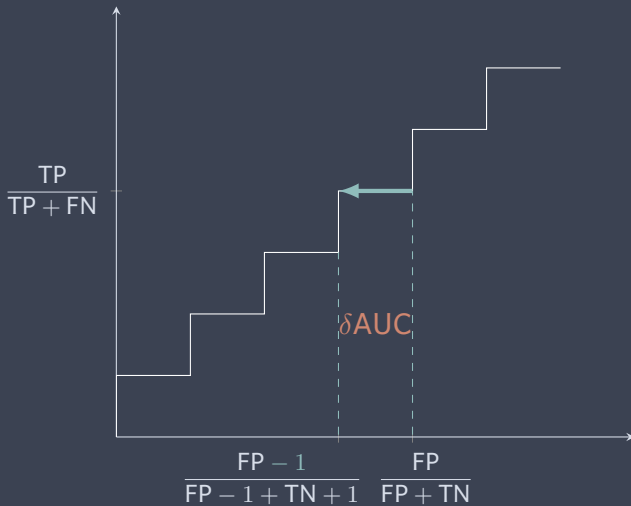 TP
TP + FN
δAUC
FP − 1
FP − 1 + TN + 1
FP
FP + TN